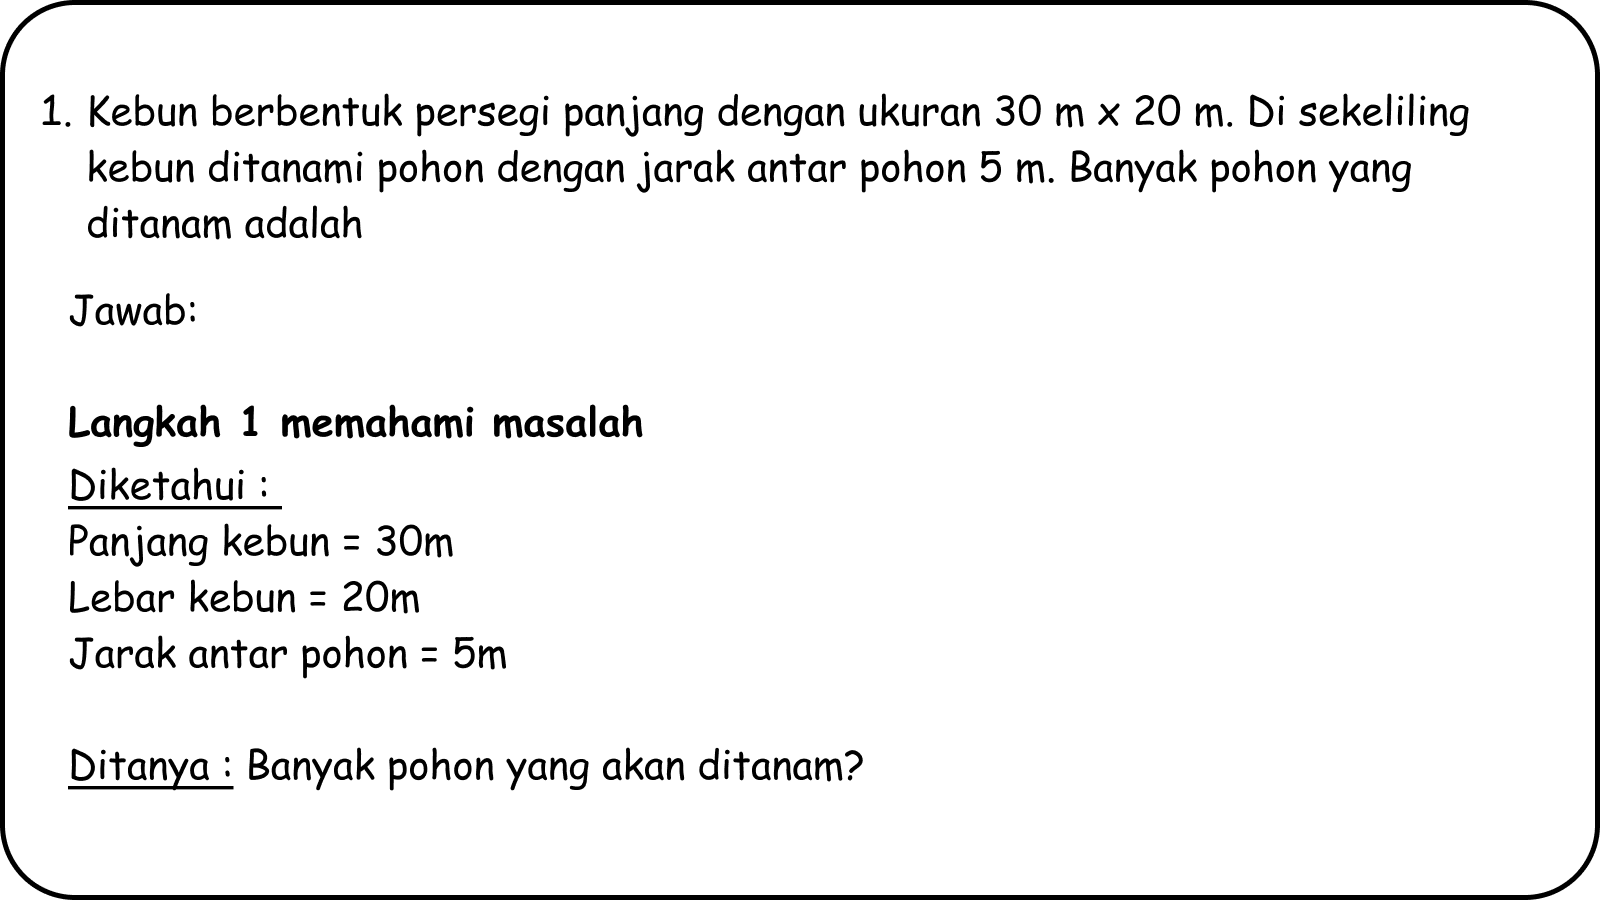 1. Kebun berbentuk persegi panjang dengan ukuran 30 m x 20 m. Di sekeliling
kebun ditanami pohon dengan jarak antar pohon 5 m. Banyak pohon yang
ditanam adalah
Jawab:
Langkah 1 memahami masalah
Diketahui :
Panjang kebun = 30m
Lebar kebun = 20m
Jarak antar pohon = 5m
Ditanya : Banyak pohon yang akan ditanam?